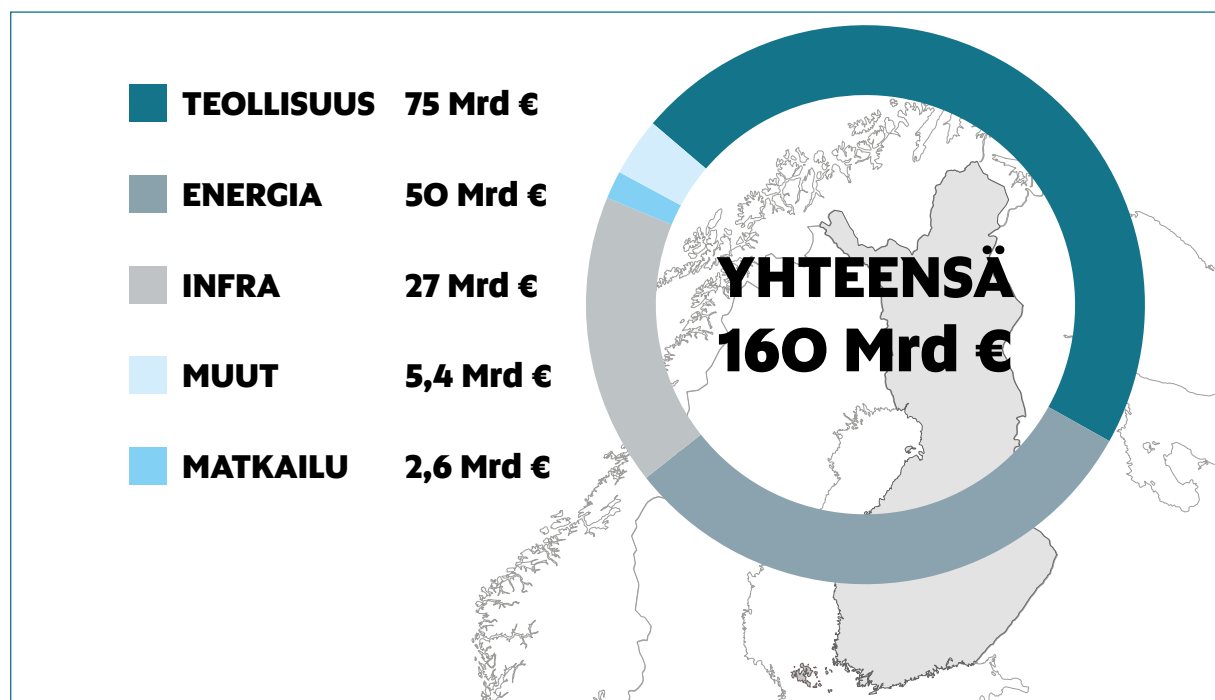 TEOLLISUUS 75 Mrd €
ENERGIA 50 Mrd €
INFRA 27 Mrd €
MUUT 5,4 Mrd €
MATKAILU 2,6 Mrd €
YHTEENSÄ
160 Mrd €